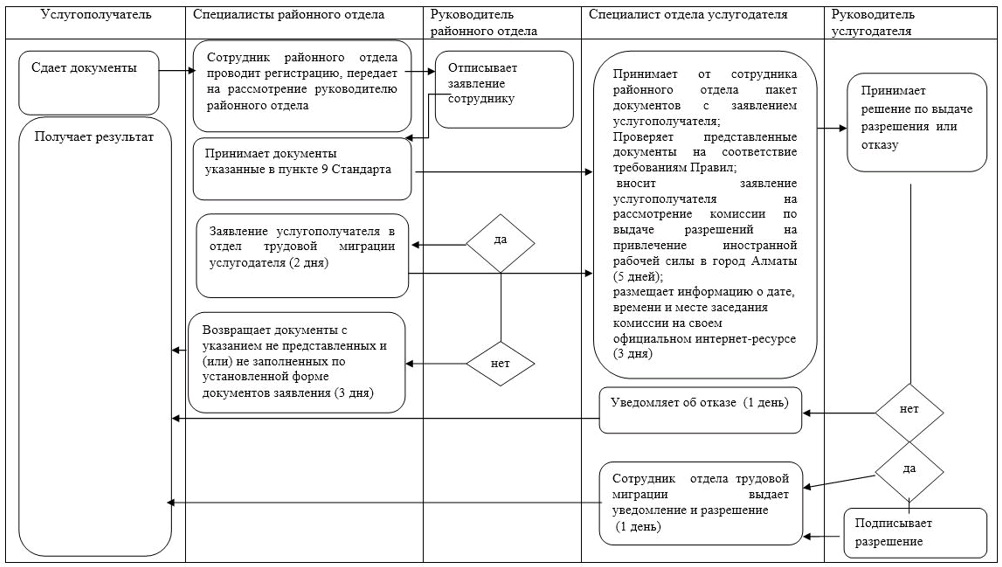 Услугополучатель
Специалисты районного отдела
Руководитель
районного отдела
Специалист отдела услугодателя
Руководитель
услугодателя
Сдает документы
Сотрудник районного отдела
проводит регистрацию, передает
на рассмотрение руководителю
районного отдела
Отписывает
заявление
сотруднику
Принимает от сотрудника
районного отдела пакет
документов с заявлением
услугополучателя;
Проверяет представленные
документы на соответствие
требованиям Правил;
вносит заявление
услугополучателя на
рассмотрение комиссии по
выдаче разрешений на
привлечение иностранной
рабочей силы в город Алматы
(5 дней);
размещает информацию о дате,
времени и месте заседания
комиссии на своем
официальном интернет-ресурсе
(3 дня)
Принимает
решение по выдаче
разрешения или
отказу
Получает результат
Принимает документы
указанные в пункте 9 Стандарта
Заявление услугополучателя в
отдел трудовой миграции
услугодателя (2 дня)
да
Возвращает документы с
указанием не представленных и
(или) не заполненных по
установленной форме
документов заявления (3 дня)
нет
Уведомляет об отказе (1 день)
нет
Сотрудник отдела трудовой
миграции выдает
уведомление и разрешение
(1 день)
да
Подписывает
разрешение